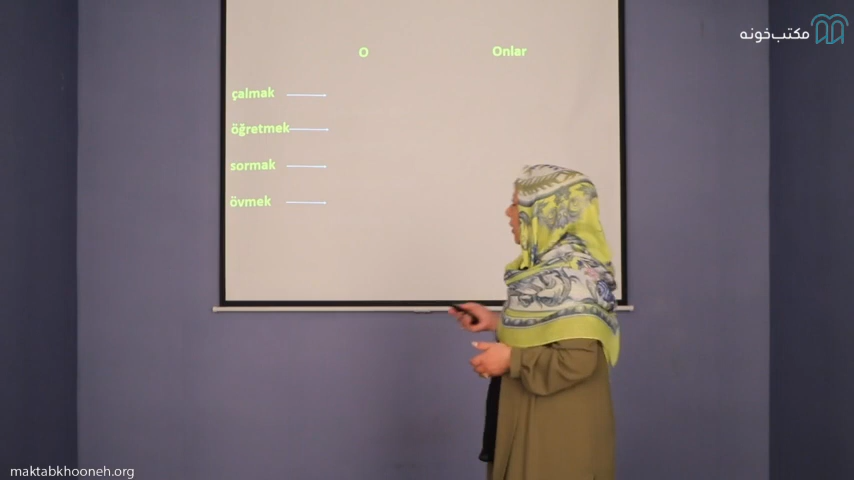 مکتب‌خونه
O Onlar
çalmak
öğretmek
sormak
övmek
maktabkhooneh.org